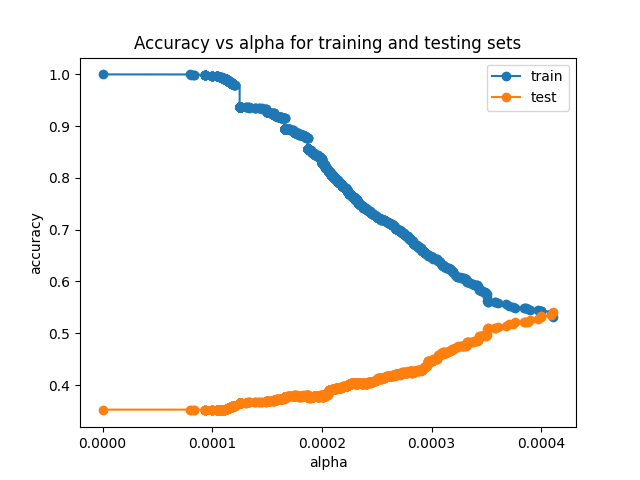 Accuracy vs alpha for training and testing sets
train
test
accuracy
1.0
0.9
0.8
0.7
0.6
0.5
0.4
0.0000 0.0001 0.0002 0.0003 0.0004
alpha